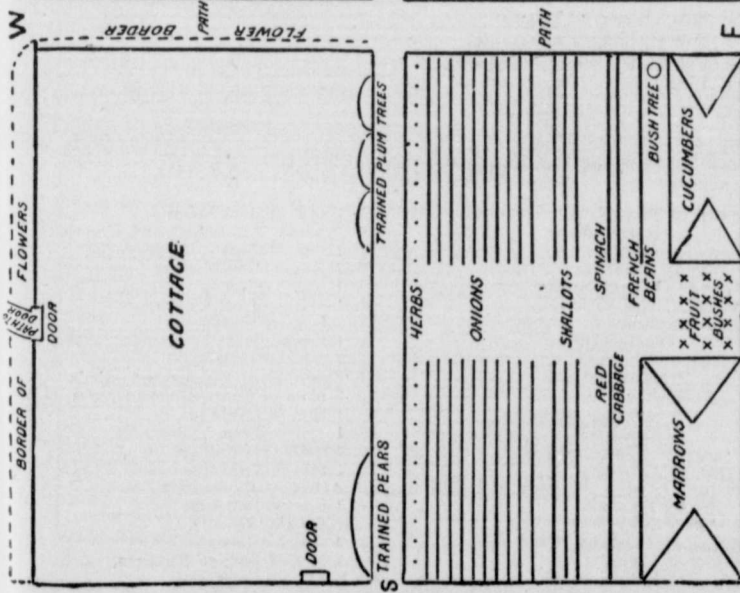 W
FLOWER
PATH
BORDER
BORDER OF
FLOWERS
PATH TO
DOOR
DOOR
COTTAGE
DOOR
S
TRAINED PEARS
TRAINED PLUM TREES
PATH
HERBS
ONIONS
SHALLOTS
SPINACH
RED
CABBAGE
FRENCH
BEANS
BUSH TREE
MARROWS
FRUIT
BUSHES
CUCUMBERS
E